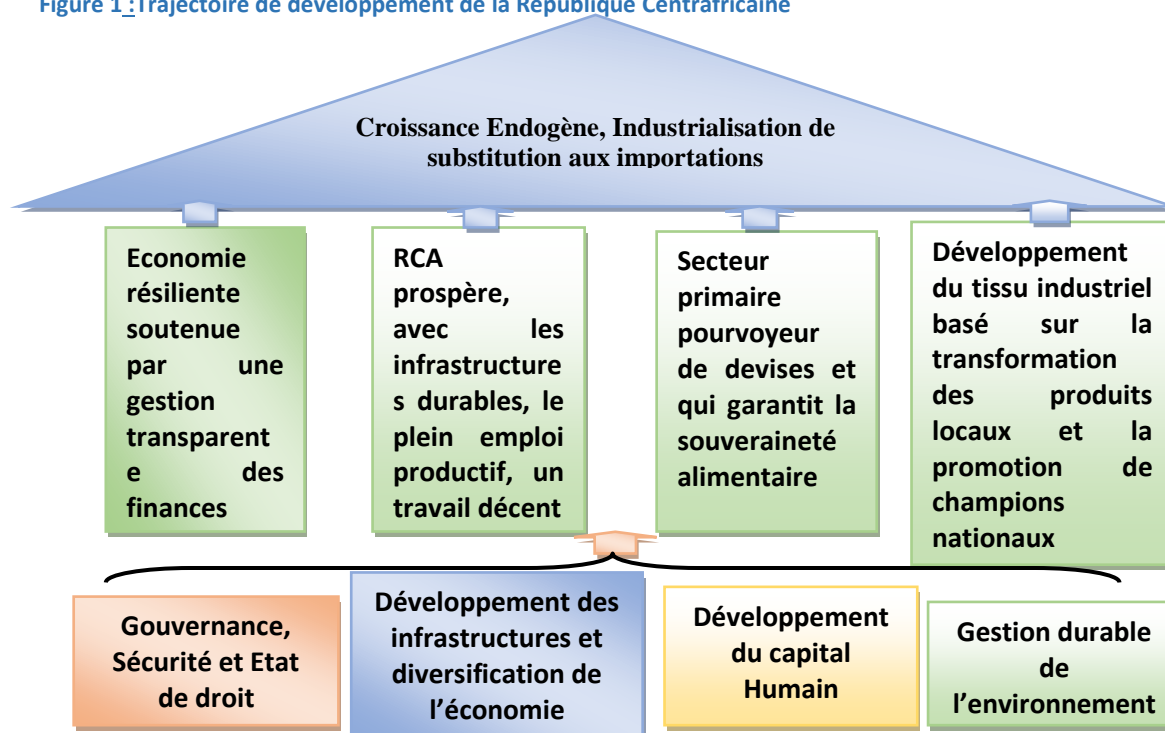 Figure 1 :Trajectoire de développement de la République Centrafricaine
Croissance Endogène, Industrialisation de
substitution aux importations
Economie
résiliente
soutenue
par une
gestion
transparent
e des
finances
RCA
prospère,
avec les
infrastructure
s durables, le
plein emploi
productif, un
travail décent
Secteur
primaire
pourvoyeur
de devises et
qui garantit la
souveraineté
alimentaire
Développement
du tissu industriel
basé sur la
transformation
des produits
locaux et la
promotion de
champions
nationaux
Gouvernance,
Sécurité et Etat
de droit
Développement des
infrastructures et
diversification de
l’économie
Développement
du capital
Humain
Gestion durable
de
l’environnement